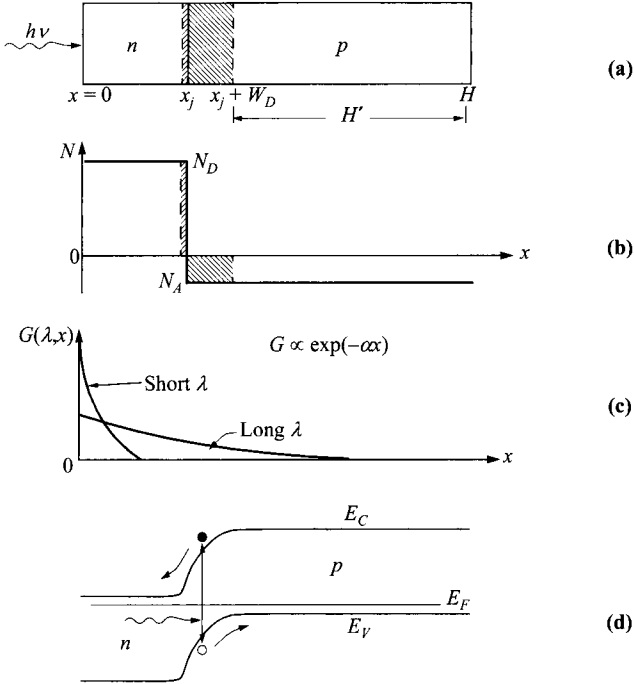 hν
n
p
(a)
x = 0
x_j
x_j + W_D
H
H′
N
N_D
0
x
(b)
N_A
G(λ,x)
G ∝ exp(−αx)
Short λ
(c)
Long λ
0
x
E_C
p
E_F
(d)
E_V
n